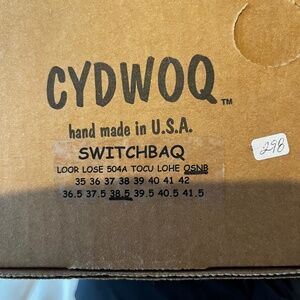 CYDWOQ™
hand made in U.S.A.
298
SWITCHBAQ
LOOR LOSE 504A TOCU LOHE OSNB
35 36 37 38 39 40 41 42
36.5 37.5 38.5 39.5 40.5 41.5